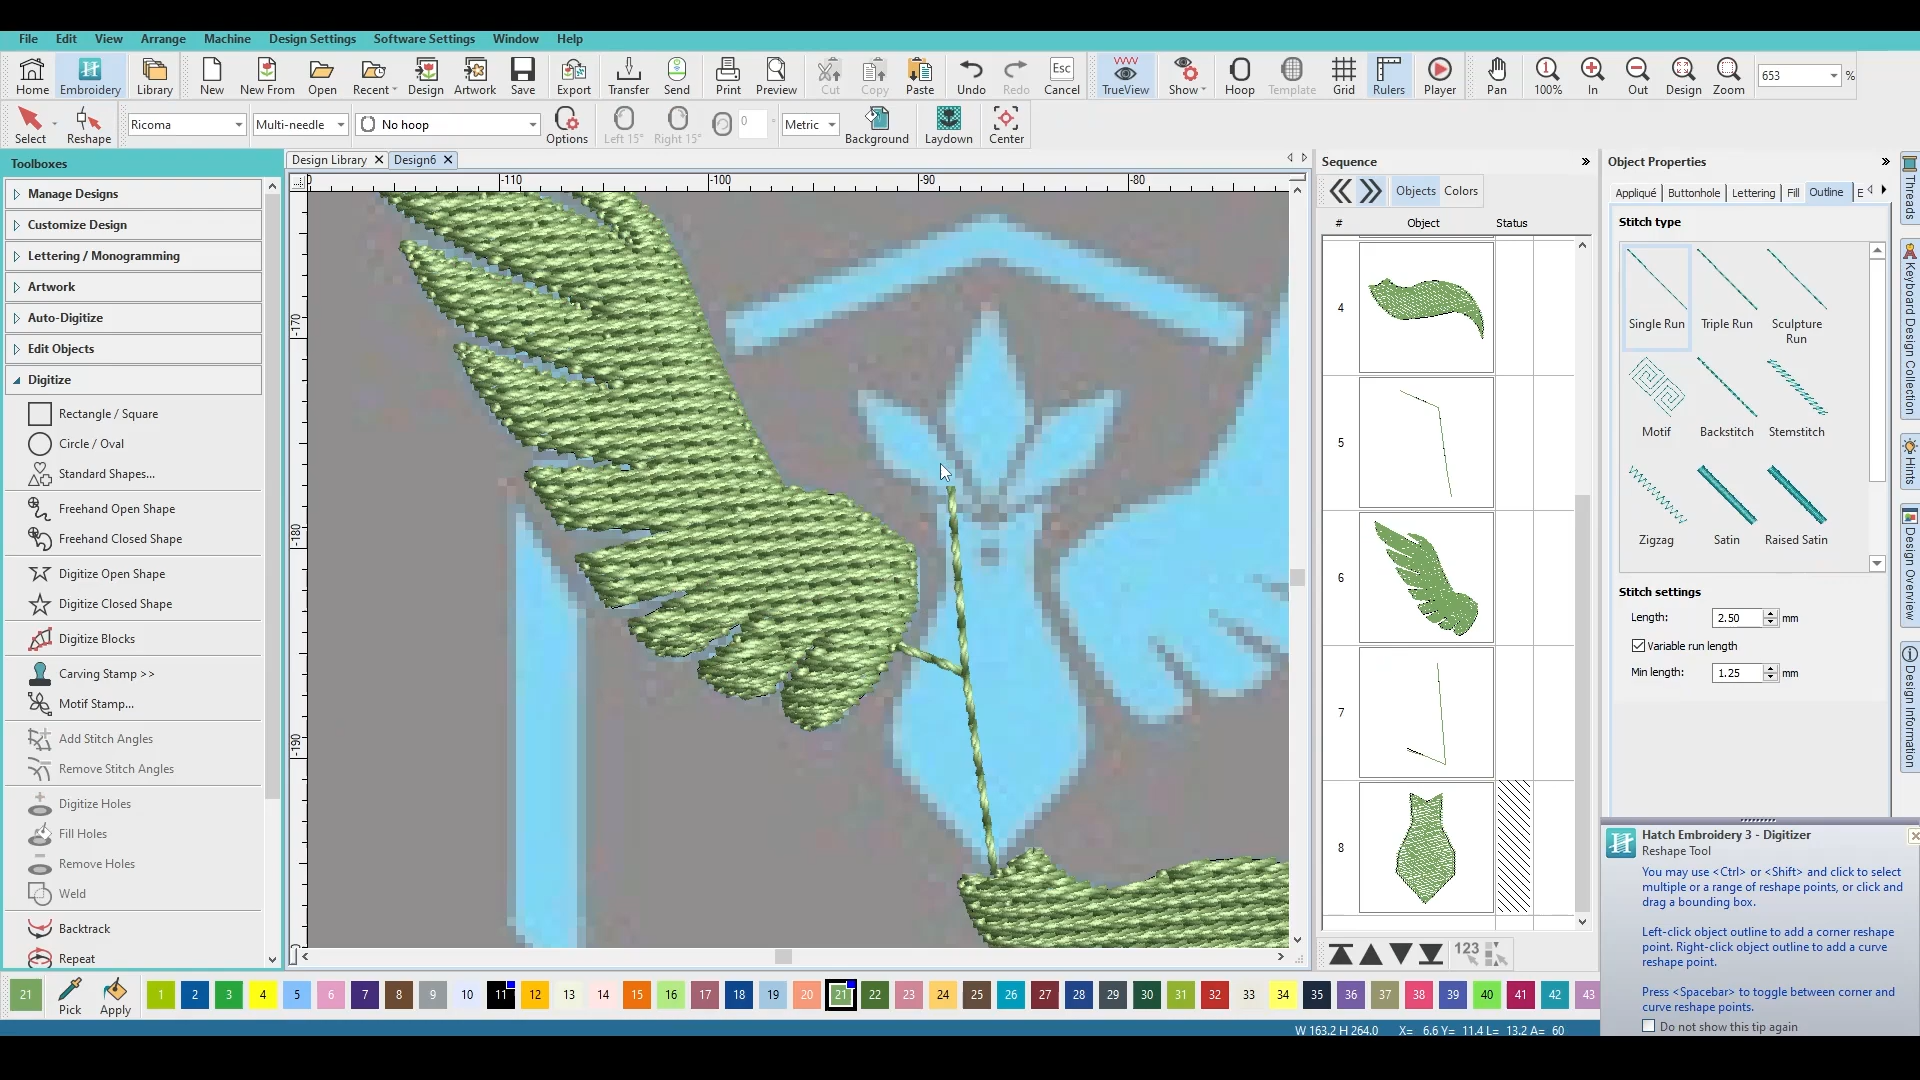 File Edit View Arrange Machine Design Settings Software Settings Window Help
Home Embroidery Library New New From Open Recent Design Artwork Save Export Transfer Send Print Preview Cut Copy Paste Undo Redo Esc Cancel TrueView Show Hoop Template Grid Rulers Player Pan 1 100% In Out Design Zoom 653 %
Select Reshape Ricoma Multi-needle No hoop Options Left 15° Right 15° 0 ° Metric Background Laydown Center
Toolboxes
Manage Designs
Customize Design
Lettering / Monogramming
Artwork
Auto-Digitize
Edit Objects
Digitize
Rectangle / Square
Circle / Oval
Standard Shapes...
Freehand Open Shape
Freehand Closed Shape
Digitize Open Shape
Digitize Closed Shape
Digitize Blocks
Carving Stamp >>
Motif Stamp...
Add Stitch Angles
Remove Stitch Angles
Digitize Holes
Fill Holes
Remove Holes
Weld
Backtrack
Repeat
Design Library Design6
-110 -100 -90 -80
-170
-180
-190
Sequence
Objects Colors
# Object Status
4
5
6
7
8
123
Object Properties
Appliqué Buttonhole Lettering Fill Outline E
Stitch type
Single Run Triple Run Sculpture Run
Motif Backstitch Stemstitch
Zigzag Satin Raised Satin
Stitch settings
Length: 2.50 mm
Variable run length
Min length: 1.25 mm
Threads
Keyboard Design Collection
Hints
Design Overview
Design Information
Hatch Embroidery 3 - Digitizer
Reshape Tool
You may use <Ctrl> or <Shift> and click to select
multiple or a range of reshape points, or click and
drag a bounding box.
Left-click object outline to add a corner reshape
point. Right-click object outline to add a curve
reshape point.
Press <Spacebar> to toggle between corner and
curve reshape points.
Do not show this tip again
21 Pick Apply 1 2 3 4 5 6 7 8 9 10 11 12 13 14 15 16 17 18 19 20 21 22 23 24 25 26 27 28 29 30 31 32 33 34 35 36 37 38 39 40 41 42 43
W 163.2 H 264.0 X= 6.6 Y= 11.4 L= 13.2 A= 60